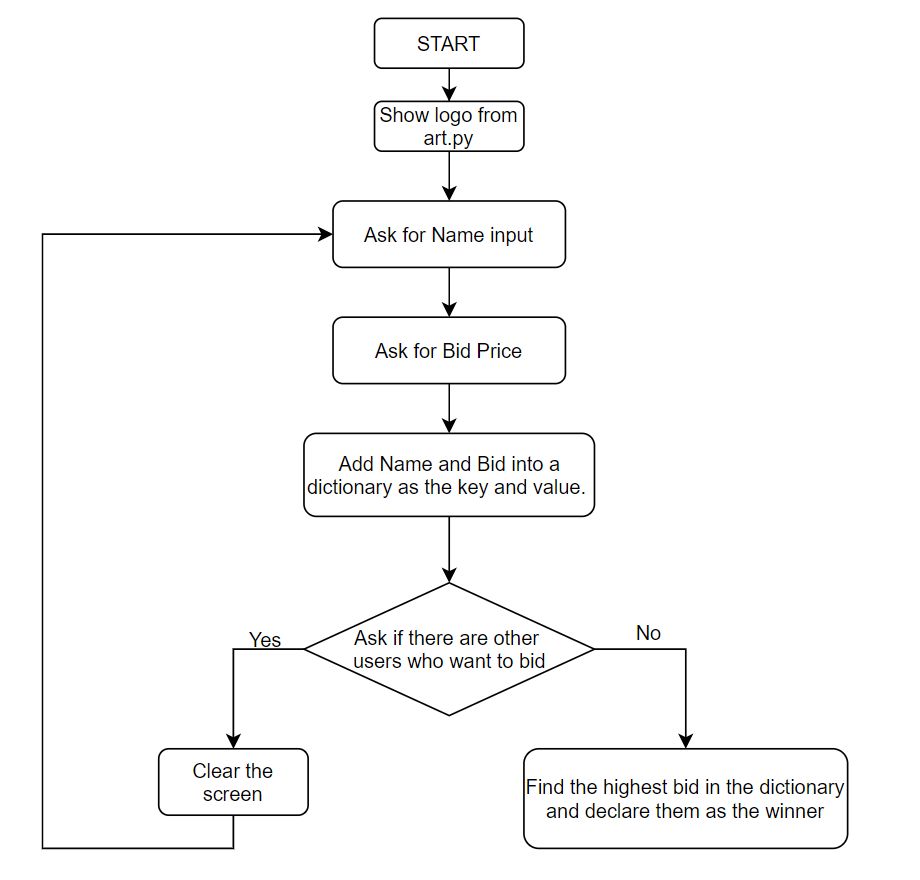 START
Show logo from
art.py
Ask for Name input
Ask for Bid Price
Add Name and Bid into a
dictionary as the key and value.
Ask if there are other
users who want to bid
Yes
No
Clear the
screen
Find the highest bid in the dictionary
and declare them as the winner